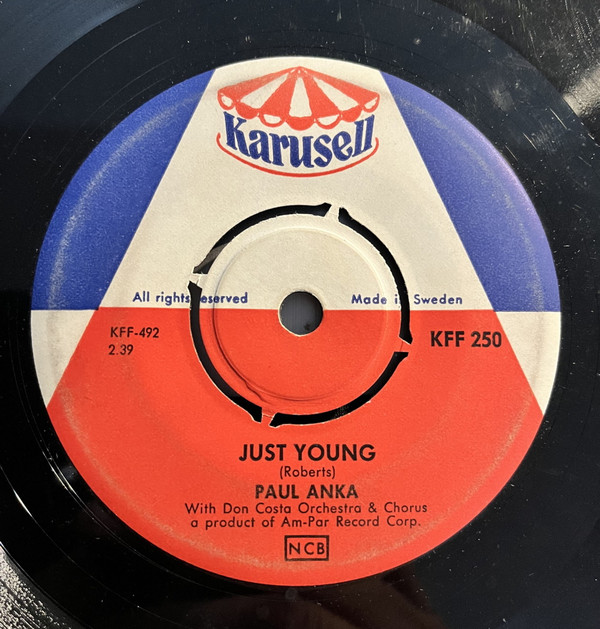 Karusell
All rights eserved
Made i Sweden
KFF-492
2.39
KFF 250
JUST YOUNG
(Roberts)
PAUL ANKA
With Don Costa Orchestra & Chorus
a product of Am-Par Record Corp.
NCB